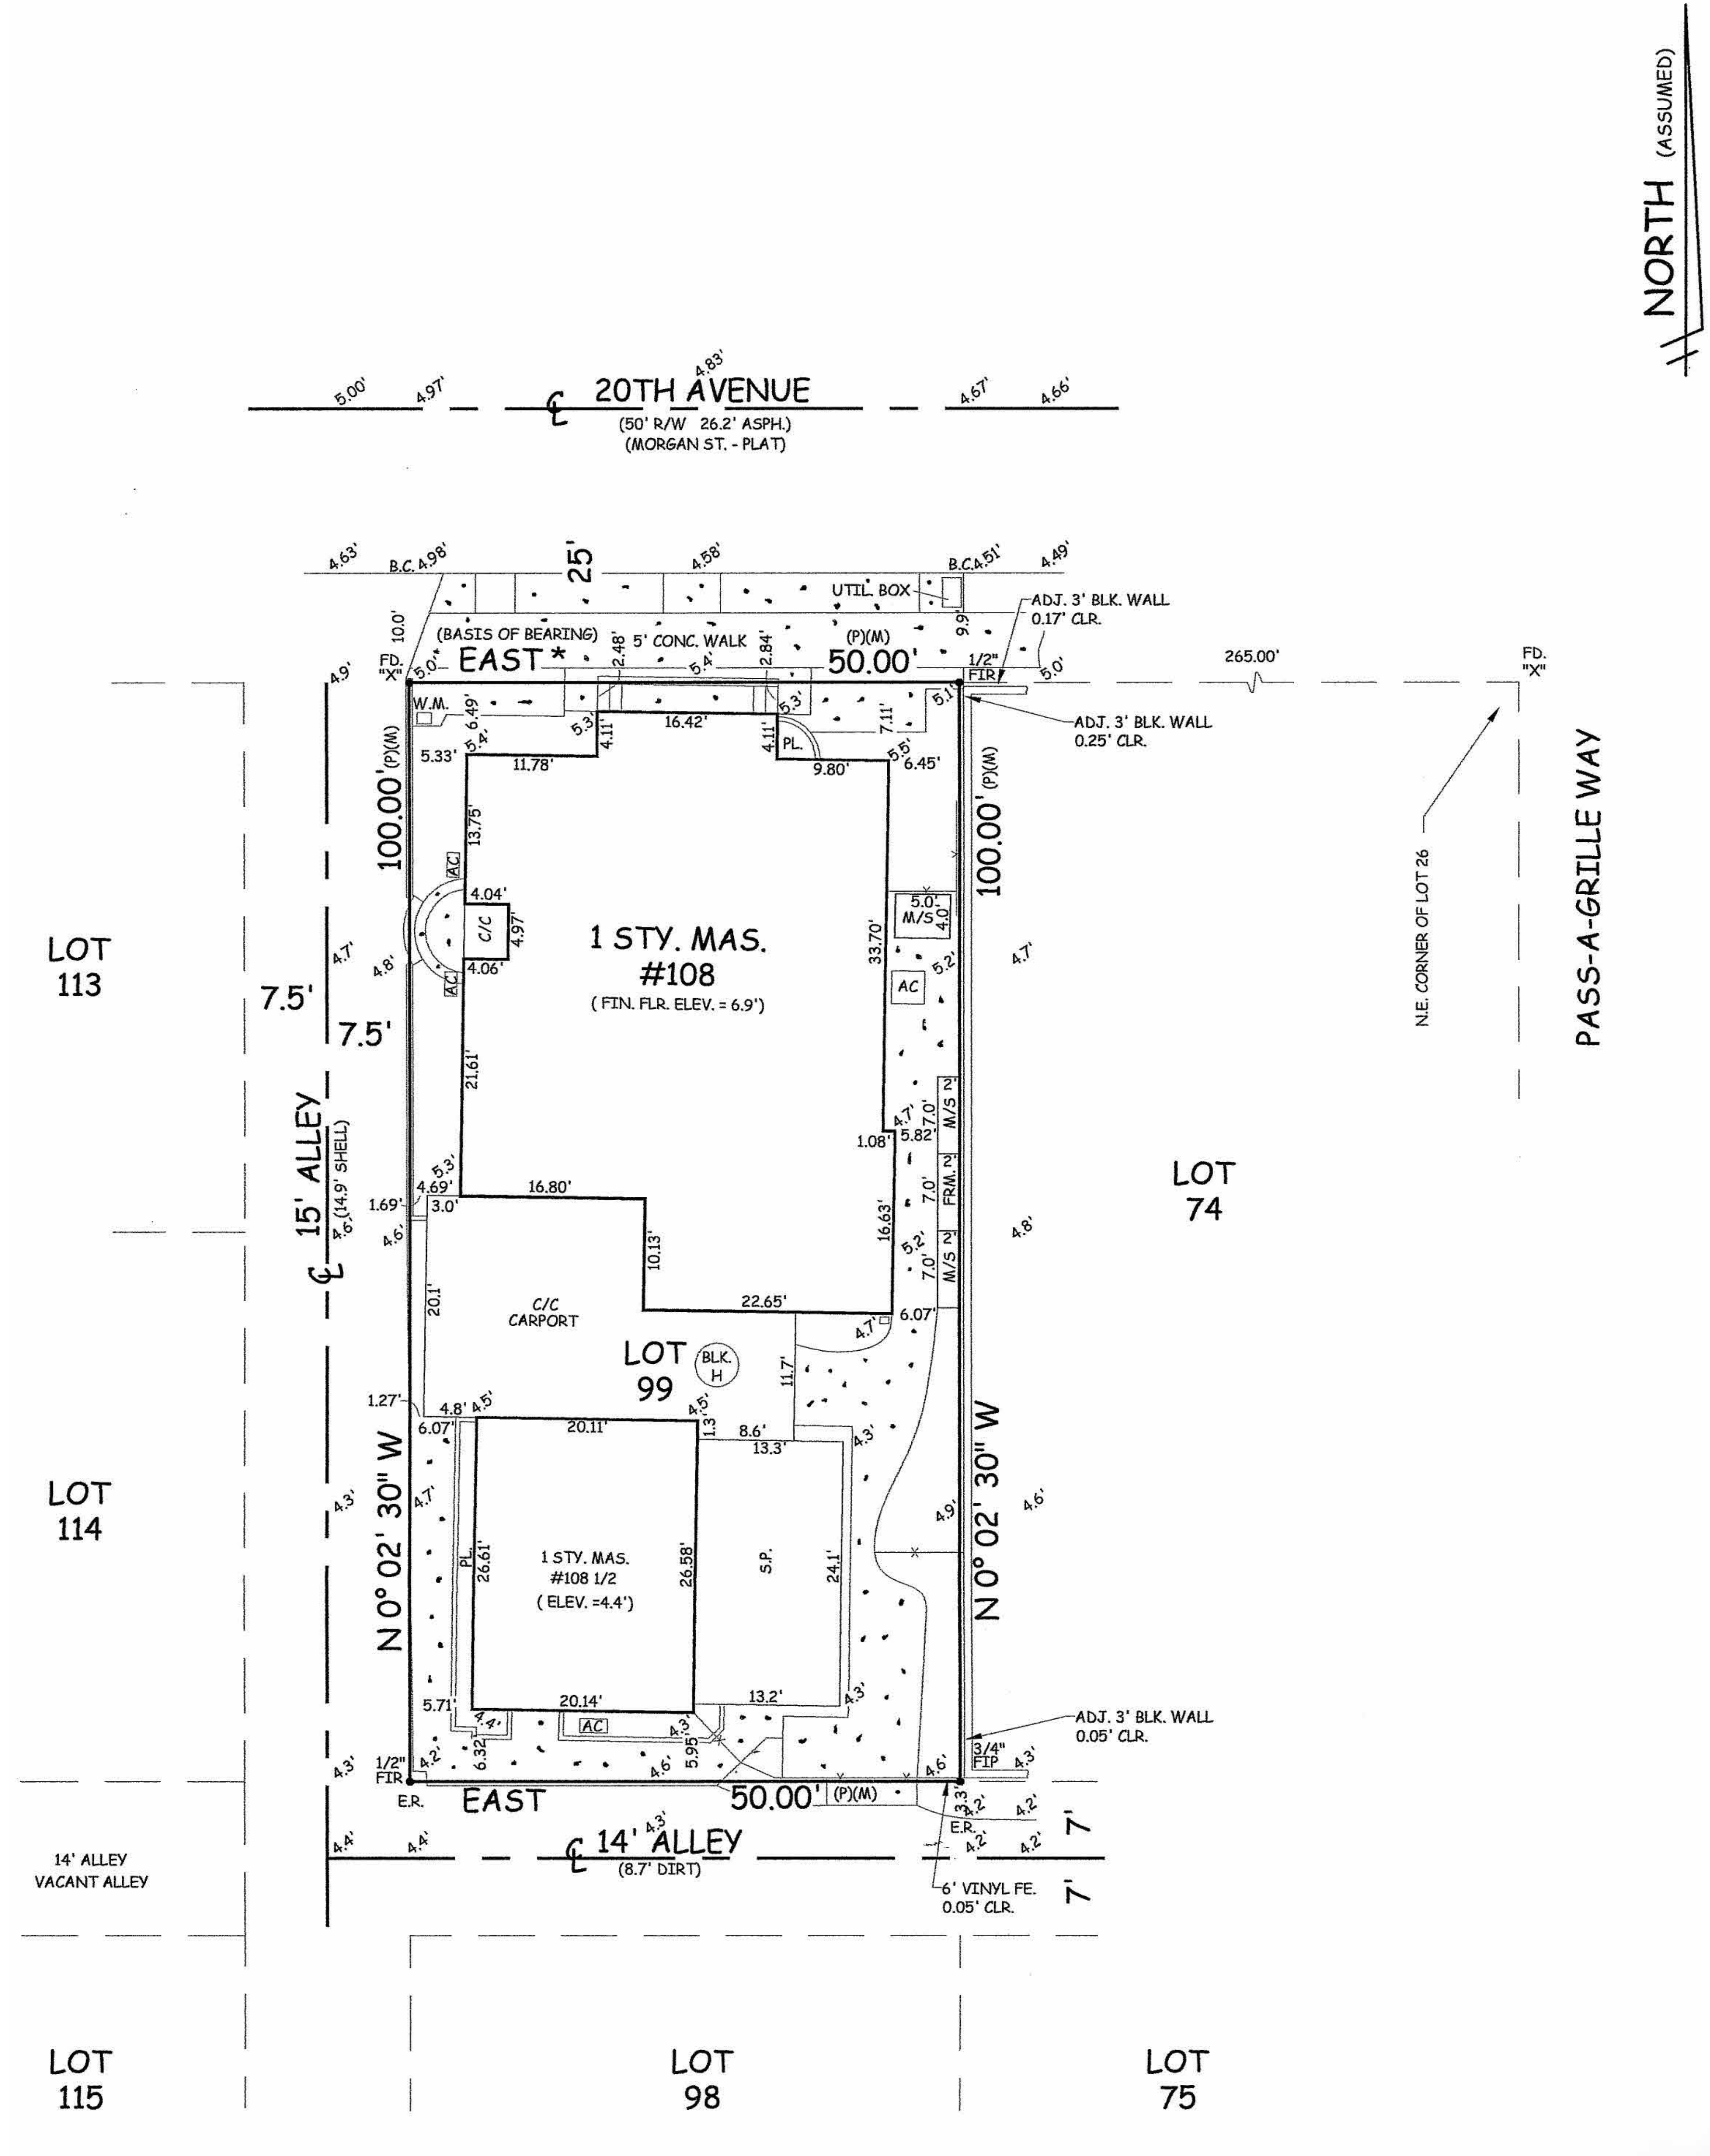 NORTH (ASSUMED)
4.83'
5.00'
4.97'
20TH AVENUE
4.67'
4.66'
(50' R/W 26.2' ASPH.)
(MORGAN ST. - PLAT)
4.63'
B.C.
4.98'
25'
4.58'
B.C.
4.51'
4.49'
UTIL. BOX
ADJ. 3' BLK. WALL
0.17' CLR.
10.0'
(BASIS OF BEARING)
2.48'
5' CONC. WALK
2.84'
(P)(M)
9.9'
FD.
"X"
5.0'
EAST *
5.4'
50.00'
1/2"
FIR
5.0'
265.00'
FD.
"X"
4.9'
W.M.
6.49'
5.3'
4.11'
16.42'
4.11'
5.3'
PL.
7.11'
5.1'
ADJ. 3' BLK. WALL
0.25' CLR.
5.33'
5.4'
11.78'
9.80'
5.5'
6.45'
100.00' (P)(M)
100.00' (P)(M)
13.75'
AC
4.04'
C/C
4.97'
4.06'
AC
5.0'
M/S
4.0'
33.70'
5.2'
AC
1 STY. MAS.
#108
( FIN. FLR. ELEV. = 6.9')
LOT
113
4.7'
4.8'
4.7'
7.5'
7.5'
N.E. CORNER OF LOT 26
PASS-A-GRILLE WAY
21.61'
15' ALLEY
(14.9' SHELL)
4.6'
4.7'
7.0'
M/S
2'
1.08'
5.82'
7.0'
FRM.
2'
5.3'
4.69'
16.80'
1.69'
3.0'
4.6'
16.63'
5.2'
7.0'
M/S
2'
4.8'
LOT
74
10.13'
20.1'
C/C
CARPORT
22.65'
6.07'
4.7'
LOT
99
BLK.
H
11.7'
1.27'
4.8'
4.5'
4.5'
6.07'
20.11'
1.3'
8.6'
13.3'
4.3'
N 0° 02' 30" W
N 0° 02' 30" W
LOT
114
4.3'
4.7'
4.9'
4.6'
PL.
26.61'
1 STY. MAS.
#108 1/2
( ELEV. =4.4')
26.58'
S.P.
24.1'
5.71'
20.14'
13.2'
4.3'
4.4'
AC
4.3'
ADJ. 3' BLK. WALL
0.05' CLR.
4.3'
1/2"
FIR
4.2'
6.32'
4.6'
5.95'
4.6'
3/4"
FIP
4.3'
E.R.
EAST
50.00'
(P)(M)
3.3'
4.2'
4.2'
E.R.
7'
4.4'
4.4'
4.3'
14' ALLEY
(8.7' DIRT)
4.2'
4.2'
14' ALLEY
VACANT ALLEY
6' VINYL FE.
0.05' CLR.
7'
LOT
115
LOT
98
LOT
75